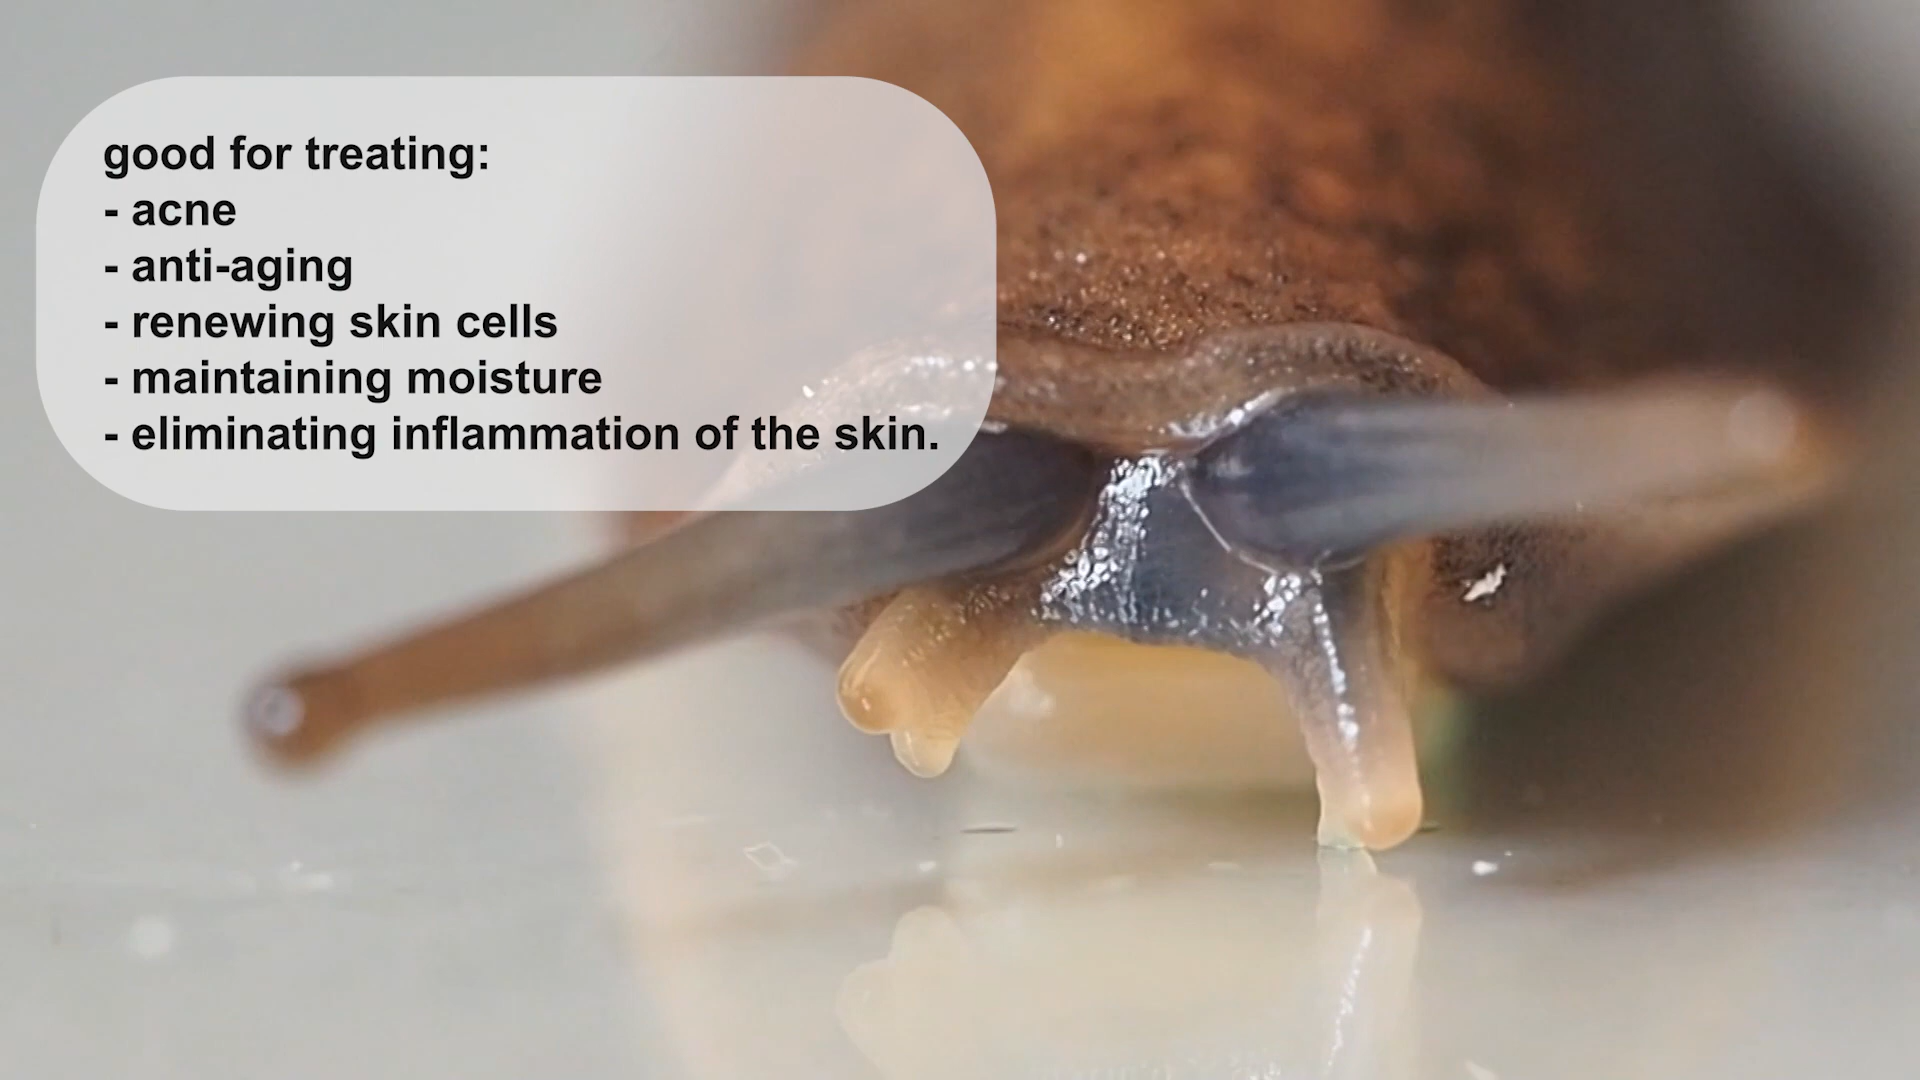 good for treating:
- acne
- anti-aging
- renewing skin cells
- maintaining moisture
- eliminating inflammation of the skin.